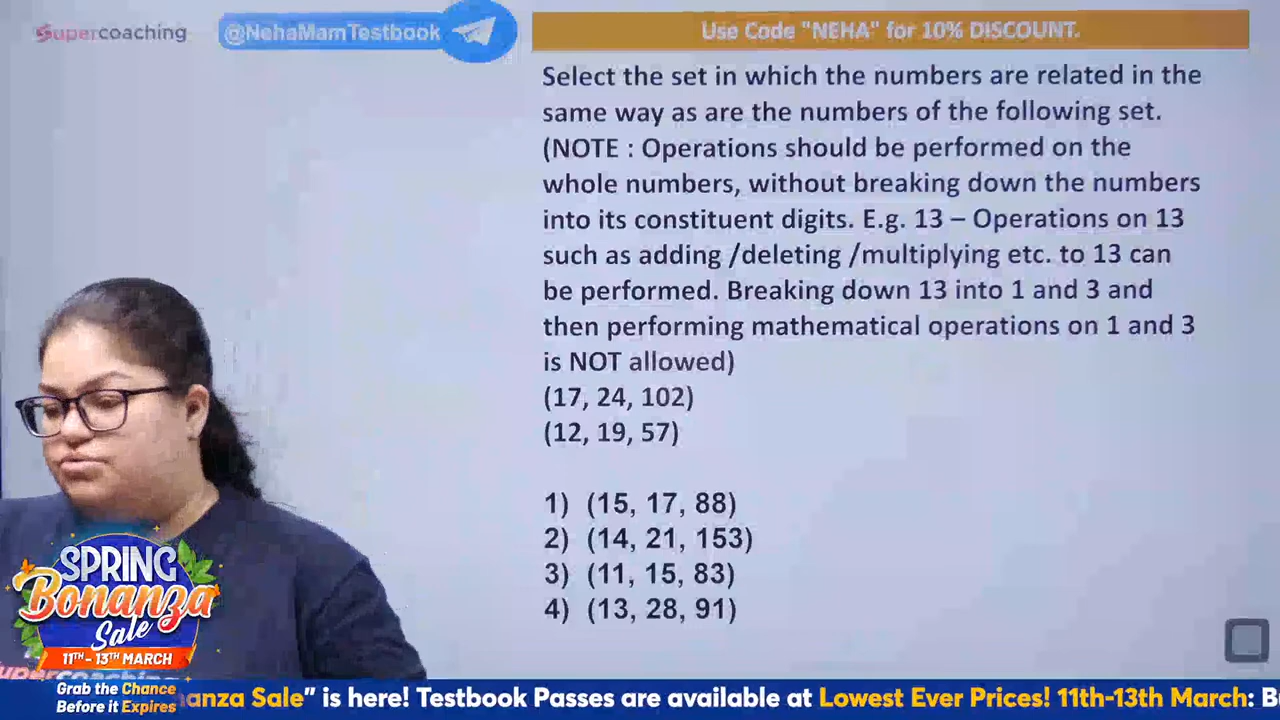 Supercoaching
@NehaMamTestbook
Use Code "NEHA" for 10% DISCOUNT.
Select the set in which the numbers are related in the
same way as are the numbers of the following set.
(NOTE : Operations should be performed on the
whole numbers, without breaking down the numbers
into its constituent digits. E.g. 13 – Operations on 13
such as adding /deleting /multiplying etc. to 13 can
be performed. Breaking down 13 into 1 and 3 and
then performing mathematical operations on 1 and 3
is NOT allowed)
(17, 24, 102)
(12, 19, 57)
1) (15, 17, 88)
2) (14, 21, 153)
3) (11, 15, 83)
4) (13, 28, 91)
SPRING
Bonanza
Sale
11TH - 13TH MARCH
Supercoaching
Grab the Chance
Before it Expires
nanza Sale” is here! Testbook Passes are available at Lowest Ever Prices! 11th-13th March: B